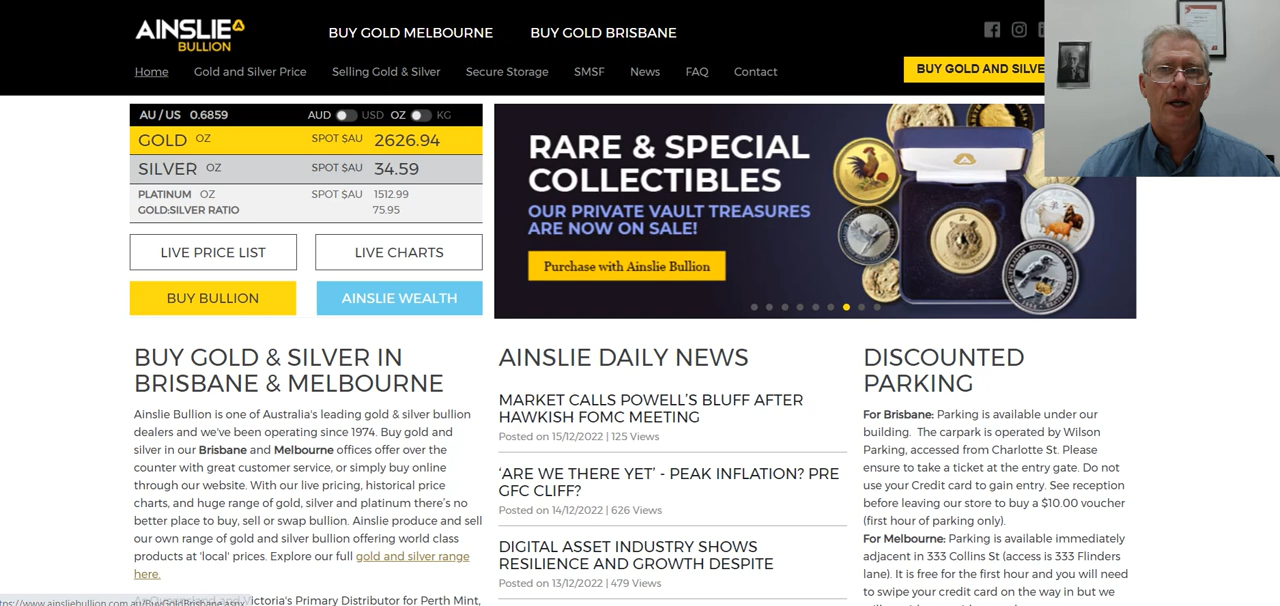 AINSLIE
BULLION
BUY GOLD MELBOURNE
BUY GOLD BRISBANE
Home
Gold and Silver Price
Selling Gold & Silver
Secure Storage
SMSF
News
FAQ
Contact
BUY GOLD AND SILVE
AU / US 0.6859
AUD USD OZ KG
GOLD OZ SPOT $AU 2626.94
SILVER OZ SPOT $AU 34.59
PLATINUM OZ SPOT $AU 1512.99
GOLD:SILVER RATIO 75.95
LIVE PRICE LIST
LIVE CHARTS
BUY BULLION
AINSLIE WEALTH
RARE & SPECIAL
COLLECTIBLES
OUR PRIVATE VAULT TREASURES
ARE NOW ON SALE!
Purchase with Ainslie Bullion
BUY GOLD & SILVER IN
BRISBANE & MELBOURNE
Ainslie Bullion is one of Australia's leading gold & silver bullion
dealers and we've been operating since 1974. Buy gold and
silver in our Brisbane and Melbourne offices offer over the
counter with great customer service, or simply buy online
through our website. With our live pricing, historical price
charts, and huge range of gold, silver and platinum there's no
better place to buy, sell or swap bullion. Ainslie produce and sell
our own range of gold and silver bullion offering world class
products at 'local' prices. Explore our full gold and silver range
here.
Victoria's Primary Distributor for Perth Mint,
ttps://www.ainsliebullion.com.au/BuyGoldBrisbane.aspx
AINSLIE DAILY NEWS
MARKET CALLS POWELL'S BLUFF AFTER
HAWKISH FOMC MEETING
Posted on 15/12/2022 | 125 Views
'ARE WE THERE YET' - PEAK INFLATION? PRE
GFC CLIFF?
Posted on 14/12/2022 | 626 Views
DIGITAL ASSET INDUSTRY SHOWS
RESILIENCE AND GROWTH DESPITE
Posted on 13/12/2022 | 479 Views
DISCOUNTED
PARKING
For Brisbane: Parking is available under our
building. The carpark is operated by Wilson
Parking, accessed from Charlotte St. Please
ensure to take a ticket at the entry gate. Do not
use your Credit card to gain entry. See reception
before leaving our store to buy a $10.00 voucher
(first hour of parking only).
For Melbourne: Parking is available immediately
adjacent in 333 Collins St (access is 333 Flinders
lane). It is free for the first hour and you will need
to swipe your credit card on the way in but we